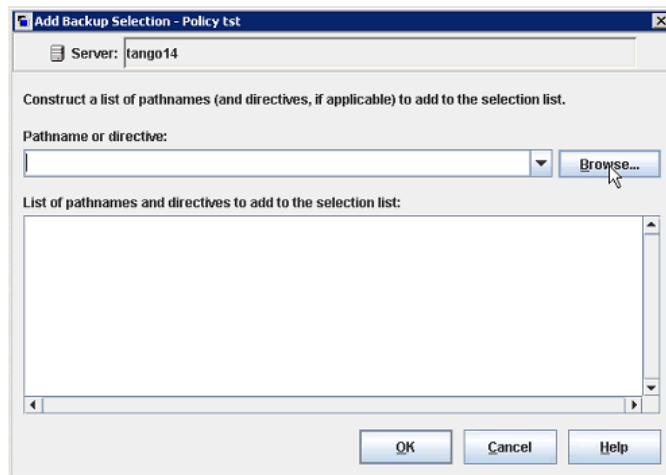 Add Backup Selection - Policy tst
Server: tango14
Construct a list of pathnames (and directives, if applicable) to add to the selection list.
Pathname or directive:
Browse...
List of pathnames and directives to add to the selection list:
OK Cancel Help